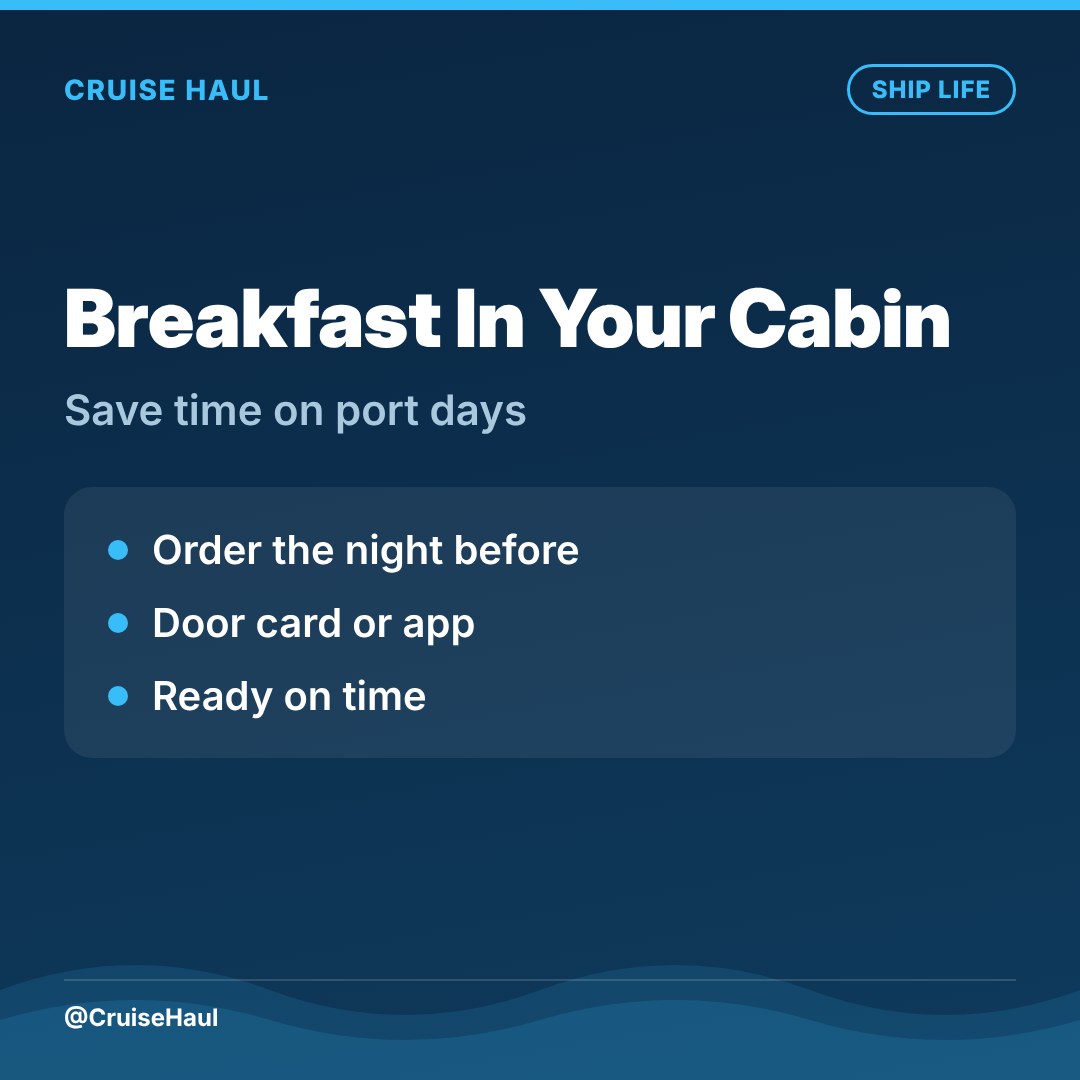 CRUISE HAUL
SHIP LIFE
Breakfast In Your Cabin
Save time on port days
Order the night before
Door card or app
Ready on time
@CruiseHaul